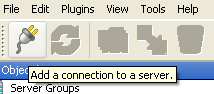 File Edit Plugins View Tools Help
Add a connection to a server.
Server Groups